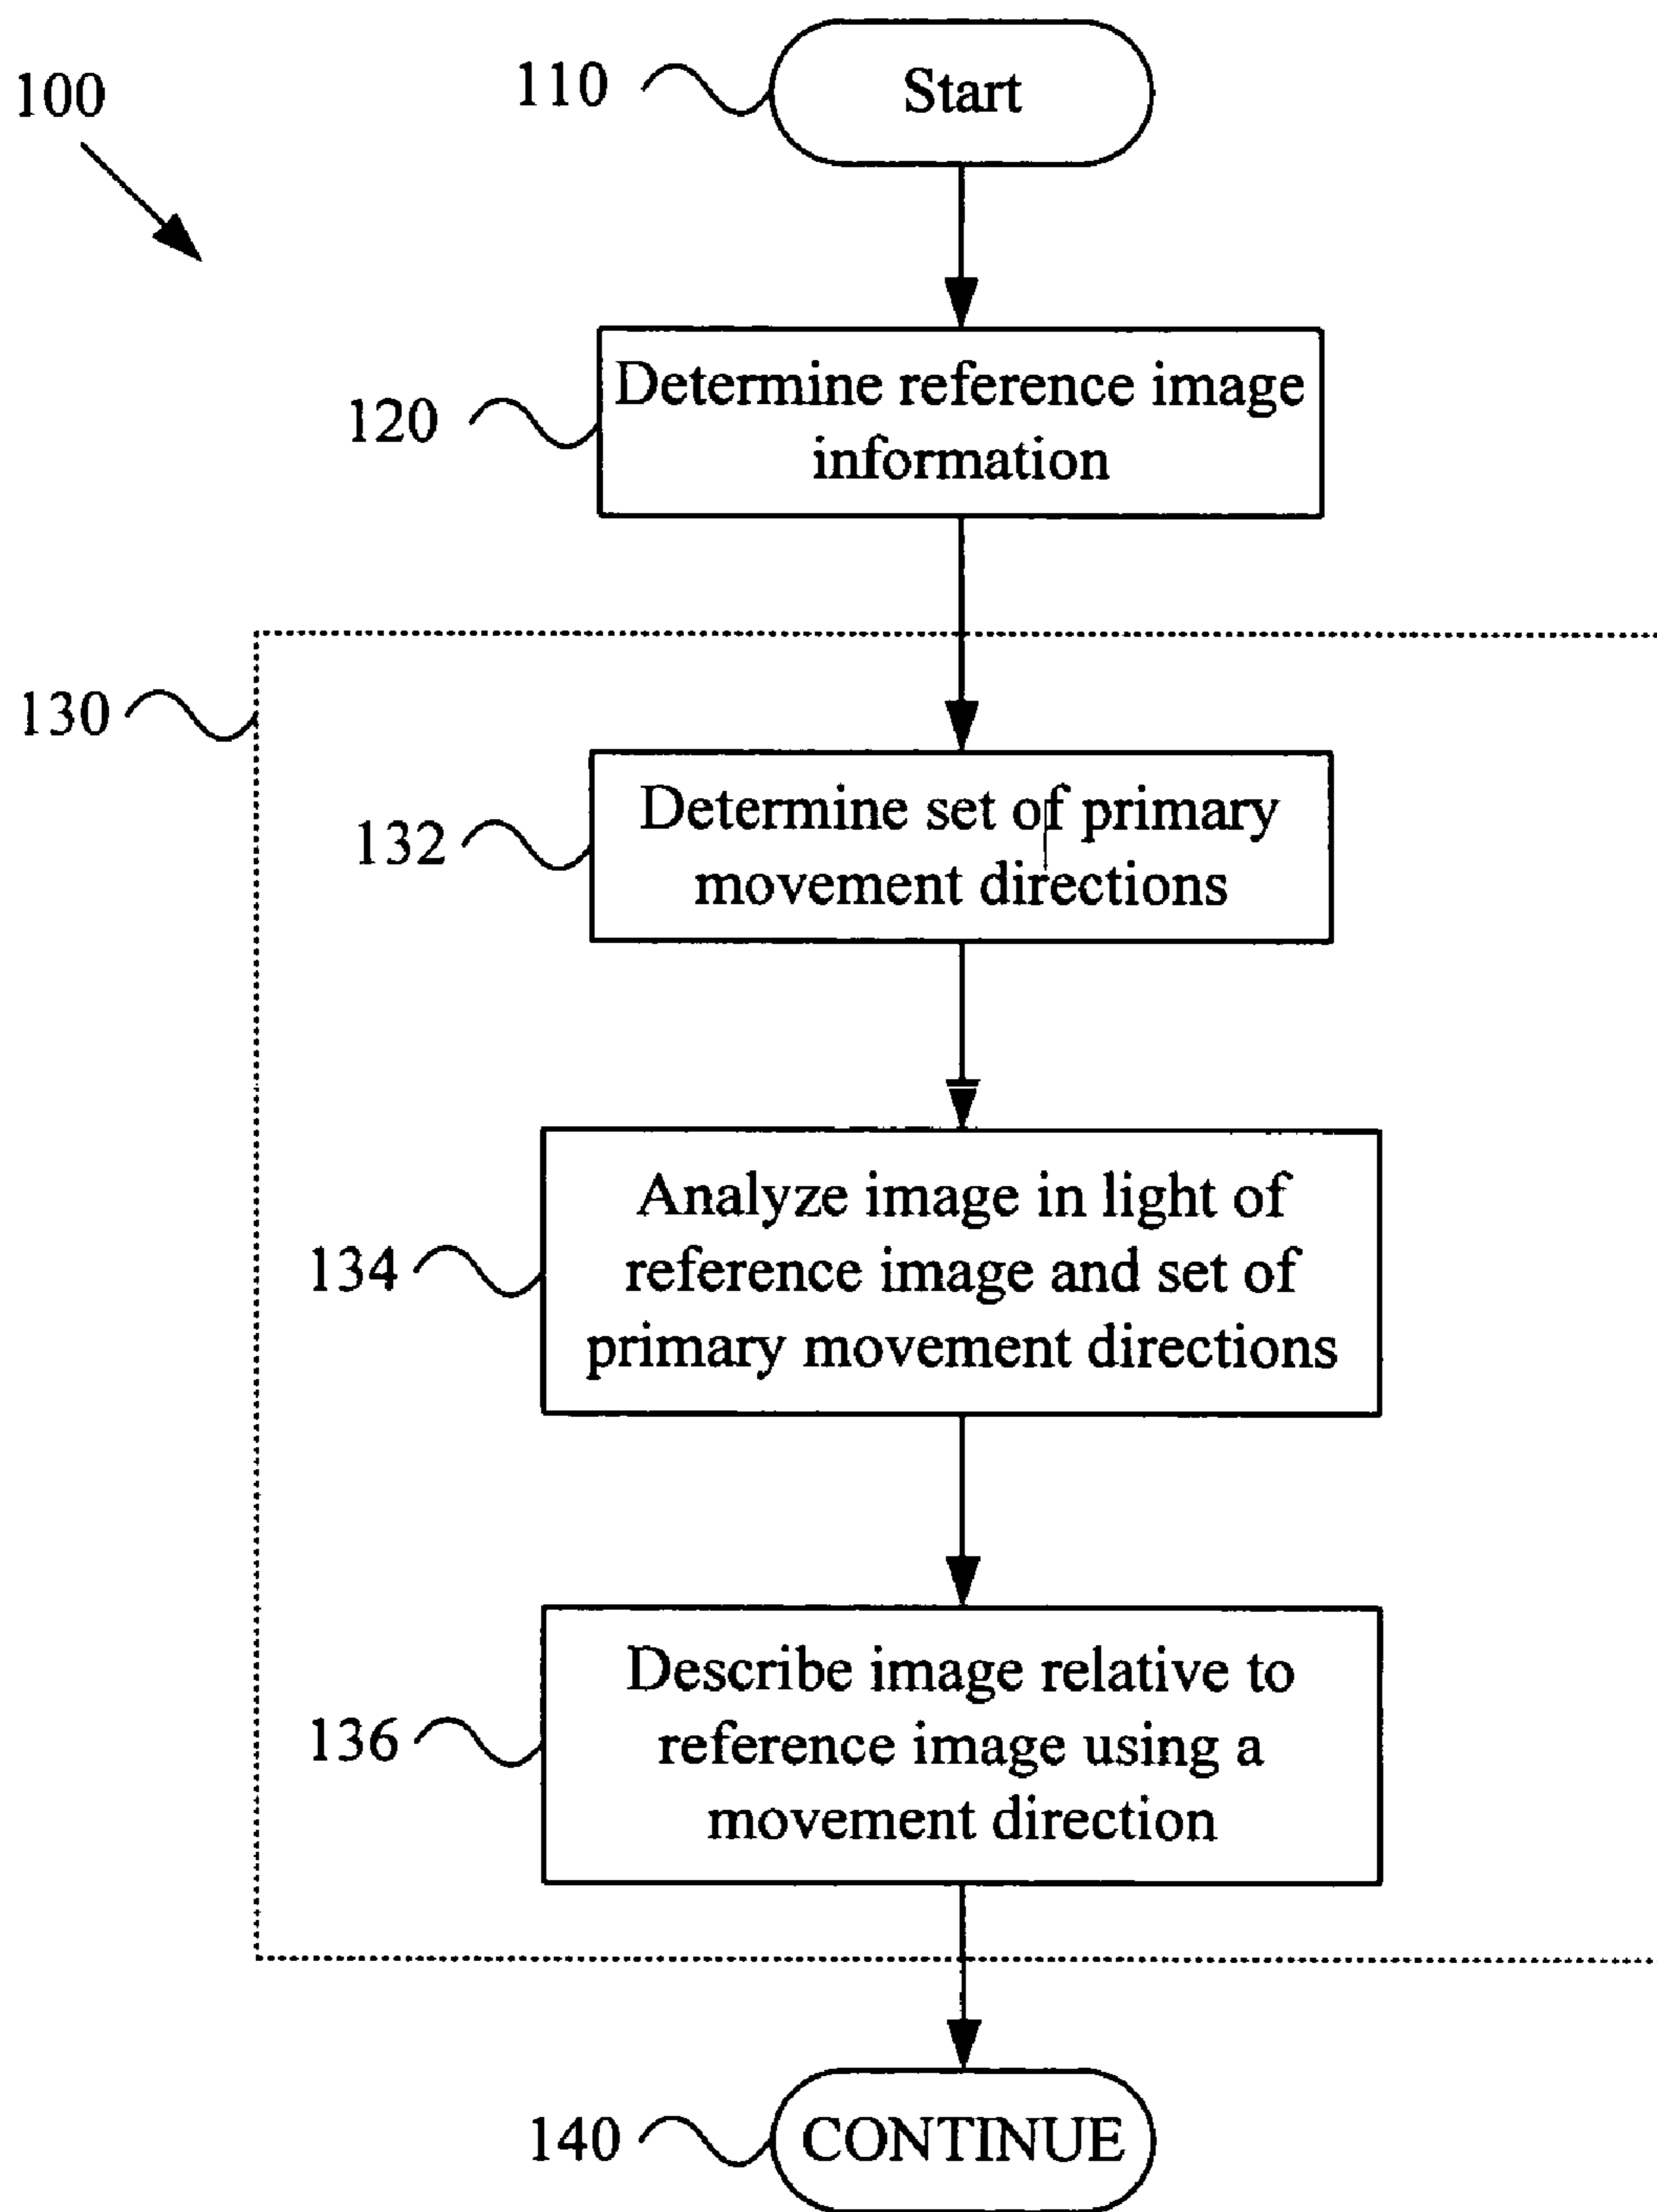 100
110
Start
120
Determine reference image
information
130
132
Determine set of primary
movement directions
134
Analyze image in light of
reference image and set of
primary movement directions
136
Describe image relative to
reference image using a
movement direction
140
CONTINUE